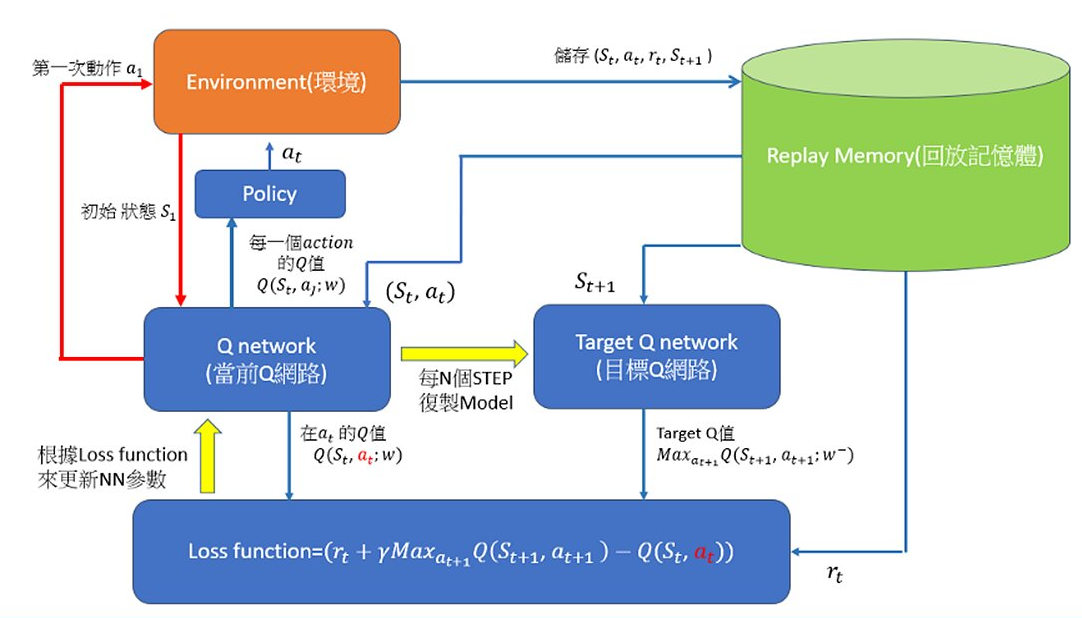 第一次動作 a₁
Environment(環境)
儲存 (Sₜ, aₜ, rₜ, Sₜ₊₁ )
Replay Memory(回放記憶體)
aₜ
Policy
初始 狀態 S₁
每一個action
的Q值
Q(Sₜ, aⱼ; w)
(Sₜ, aₜ)
Sₜ₊₁
Q network
(當前Q網路)
每N個STEP
復製Model
Target Q network
(目標Q網路)
根據Loss function
來更新NN參數
在aₜ 的Q值
Q(Sₜ, aₜ; w)
Target Q值
Max_{aₜ₊₁}Q(Sₜ₊₁, aₜ₊₁; w⁻)
Loss function=(rₜ + γMax_{aₜ₊₁}Q(Sₜ₊₁, aₜ₊₁ ) − Q(Sₜ, aₜ))
rₜ